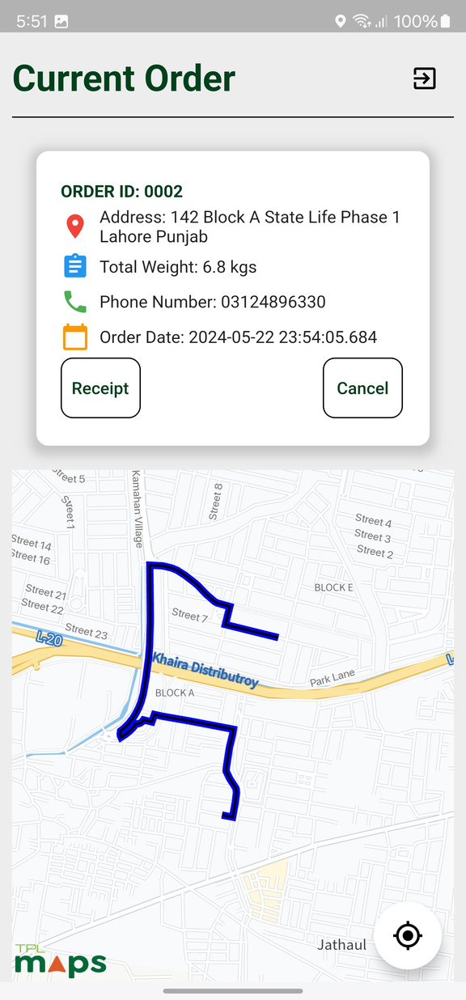 5:51
100%
Current Order
ORDER ID: 0002
Address: 142 Block A State Life Phase 1
Lahore Punjab
Total Weight: 6.8 kgs
Phone Number: 03124896330
Order Date: 2024-05-22 23:54:05.684
Receipt
Cancel
Street 5
Kamahan Village
Street 8
Street 1
Street 4
Street 3
Street 2
Street 14
Street 16
BLOCK E
Street 21
Street 22
Street 7
Street 23
L-20
Khaira Distributroy
Park Lane
BLOCK A
Jathaul
TPL
maps